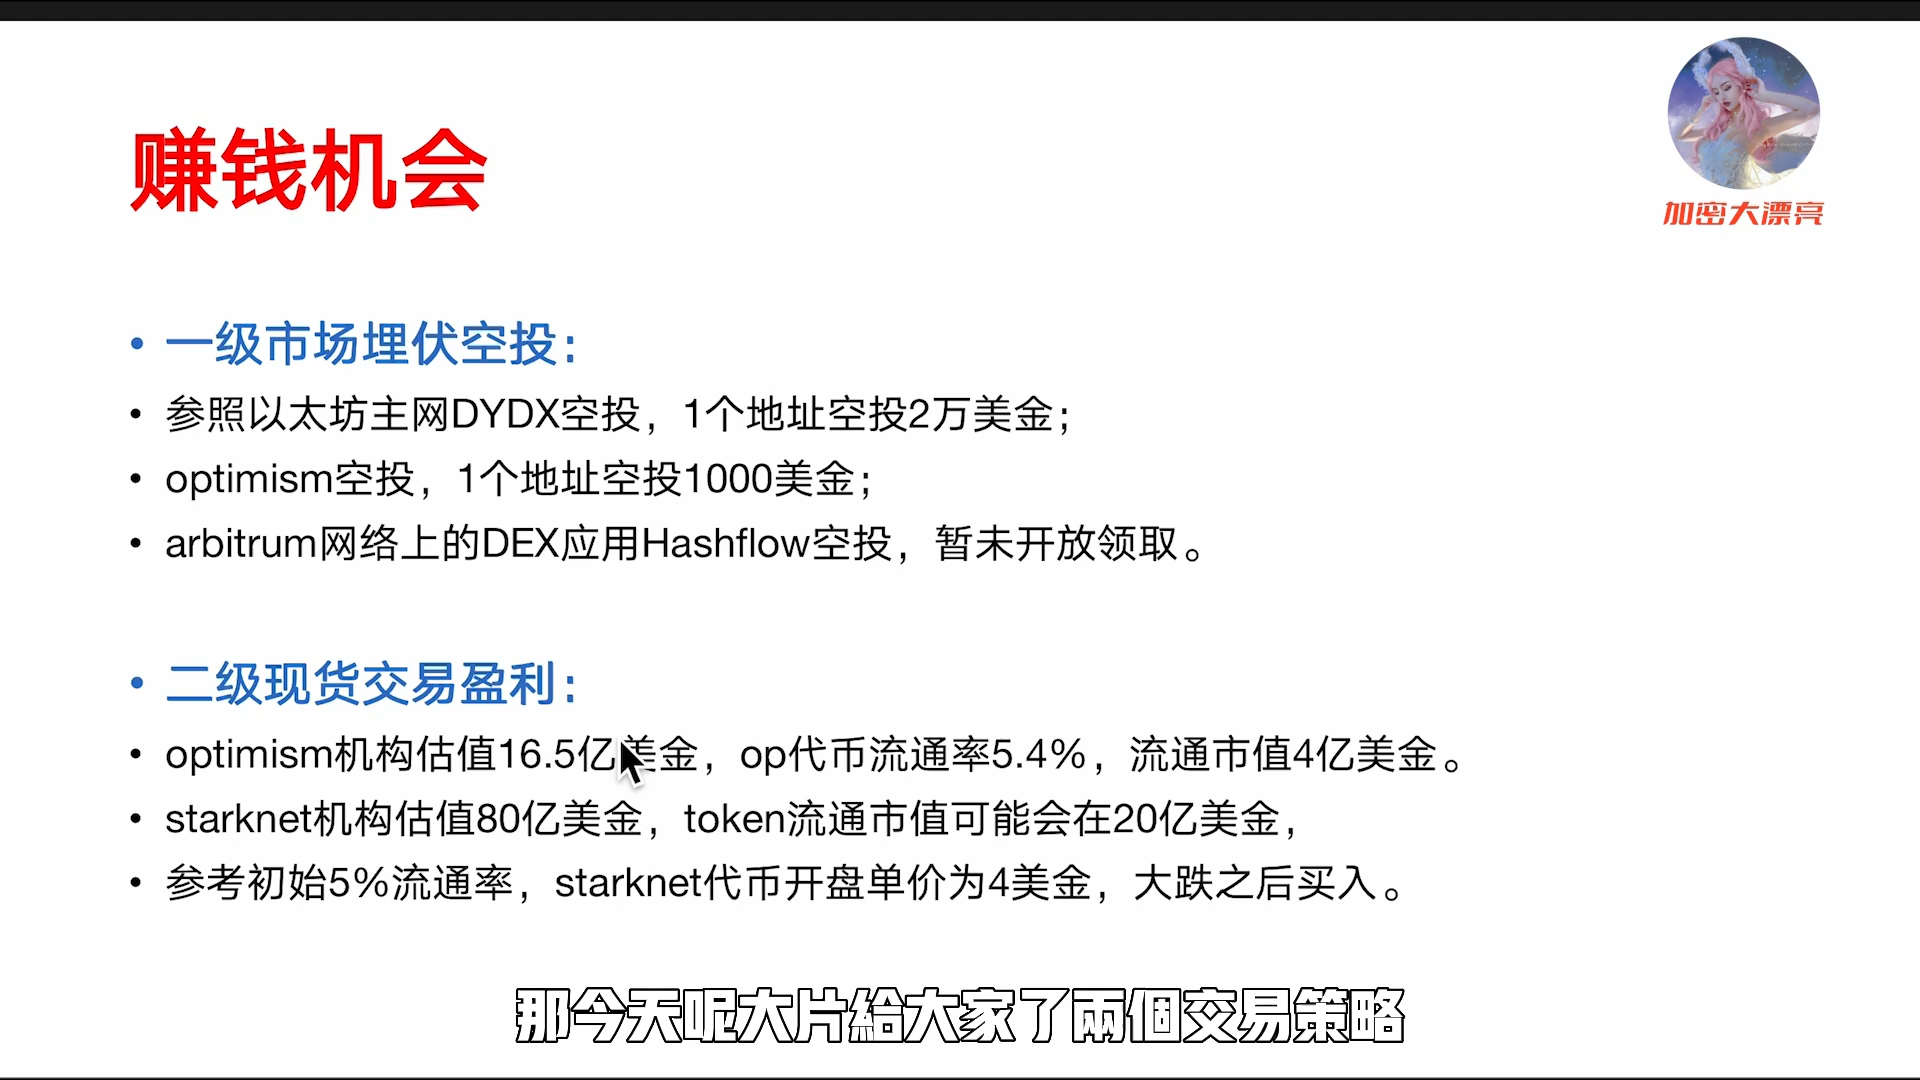 加密大漂亮
赚钱机会
• 一级市场埋伏空投：
• 参照以太坊主网DYDX空投，1个地址空投2万美金；
• optimism空投，1个地址空投1000美金；
• arbitrum网络上的DEX应用Hashflow空投，暂未开放领取。
• 二级现货交易盈利：
• optimism机构估值16.5亿美金，op代币流通率5.4%，流通市值4亿美金。
• starknet机构估值80亿美金，token流通市值可能会在20亿美金，
• 参考初始5%流通率，starknet代币开盘单价为4美金，大跌之后买入。
那今天呢大片給大家了兩個交易策略